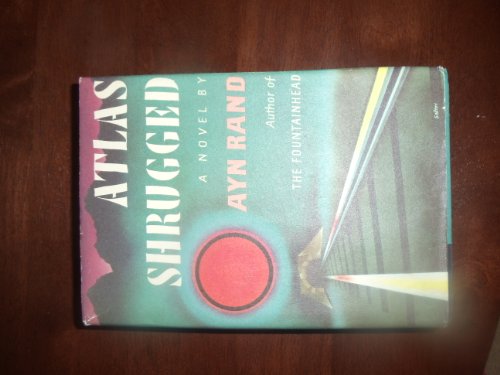 ATLAS
SHRUGGED
A NOVEL BY
AYN RAND
Author of
THE FOUNTAINHEAD